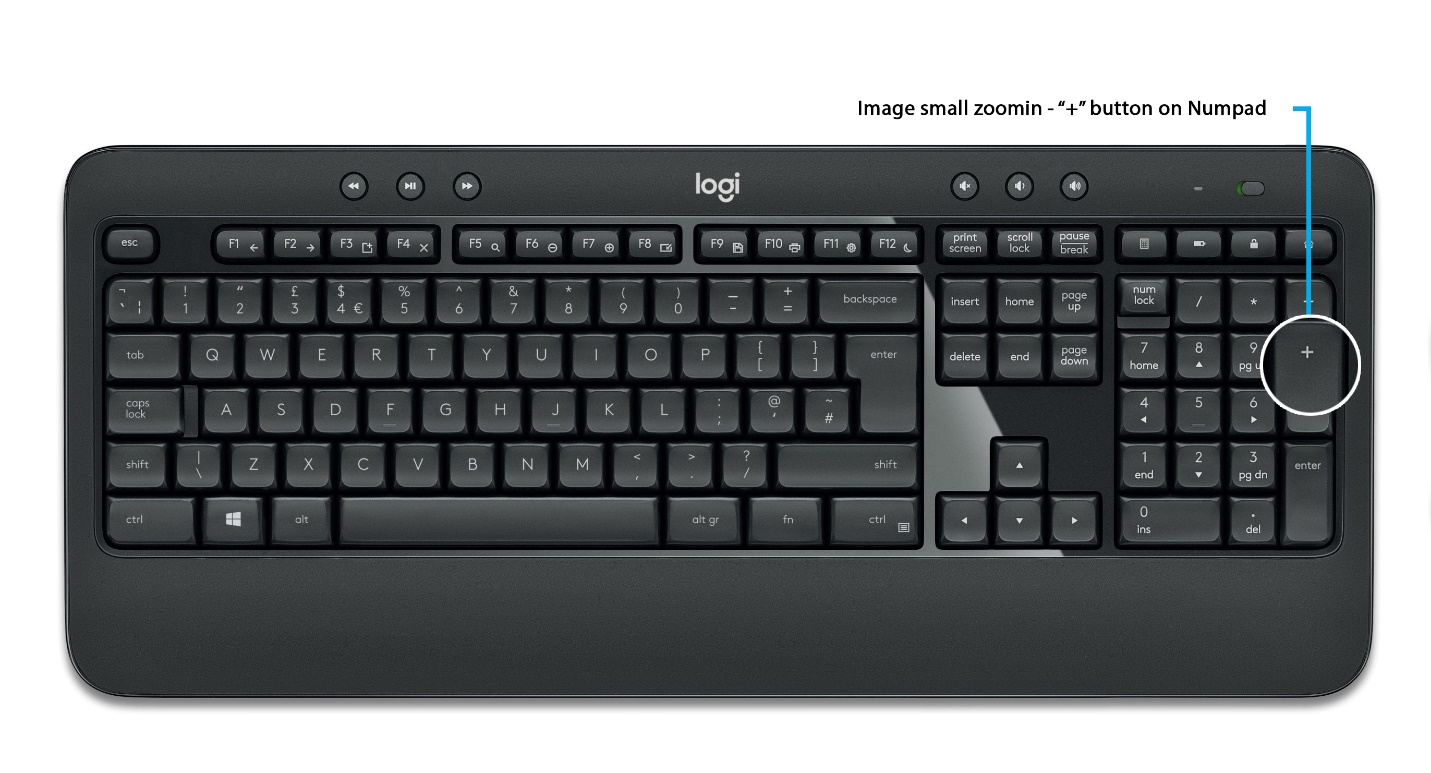 Image small zoomin - “+” button on Numpad
logi
esc F1 F2 F3 F4 F5 F6 F7 F8 F9 F10 F11 F12 print screen scroll lock pause break
¬ ` ¦ ! 1 “ 2 £ 3 $ 4 € % 5 ^ 6 & 7 * 8 ( 9 ) 0 _ - + = backspace insert home page up num lock / * -
tab Q W E R T Y U I O P { [ } ] enter delete end page down 7 home 8 9 pg u +
caps lock A S D F G H J K L : ; @ ‘ ~ # 4 5 6
shift | \ Z X C V B N M < , > . ? / shift 1 end 2 3 pg dn enter
ctrl alt alt gr fn ctrl 0 ins . del